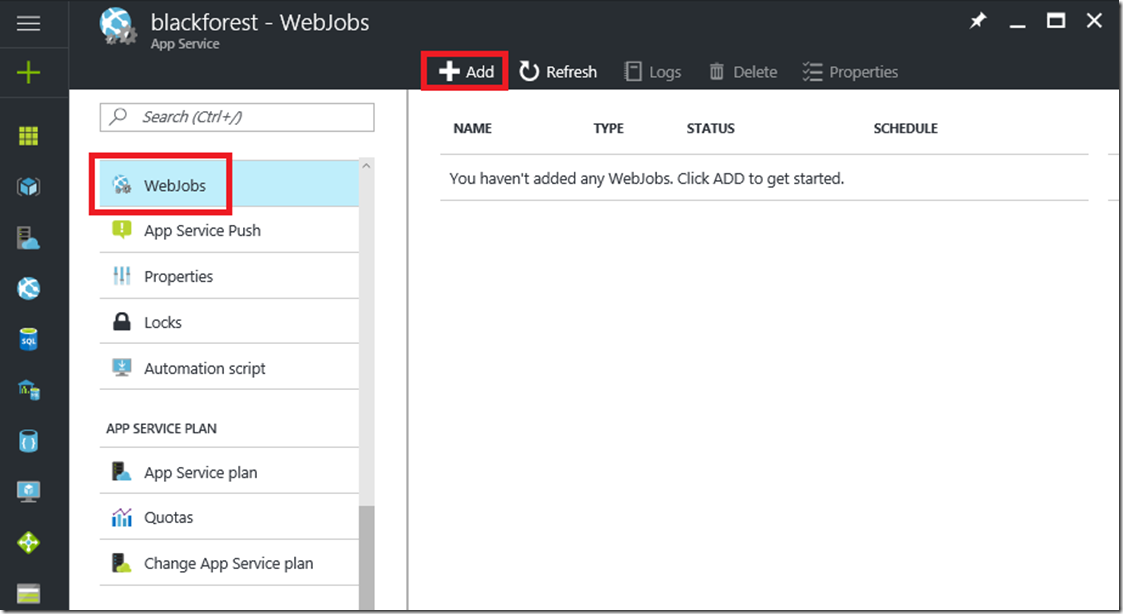 blackforest - WebJobs
App Service
Add Refresh Logs Delete Properties
Search (Ctrl+/)
WebJobs
App Service Push
Properties
Locks
Automation script
APP SERVICE PLAN
App Service plan
Quotas
Change App Service plan
NAME TYPE STATUS SCHEDULE
You haven't added any WebJobs. Click ADD to get started.
SQL